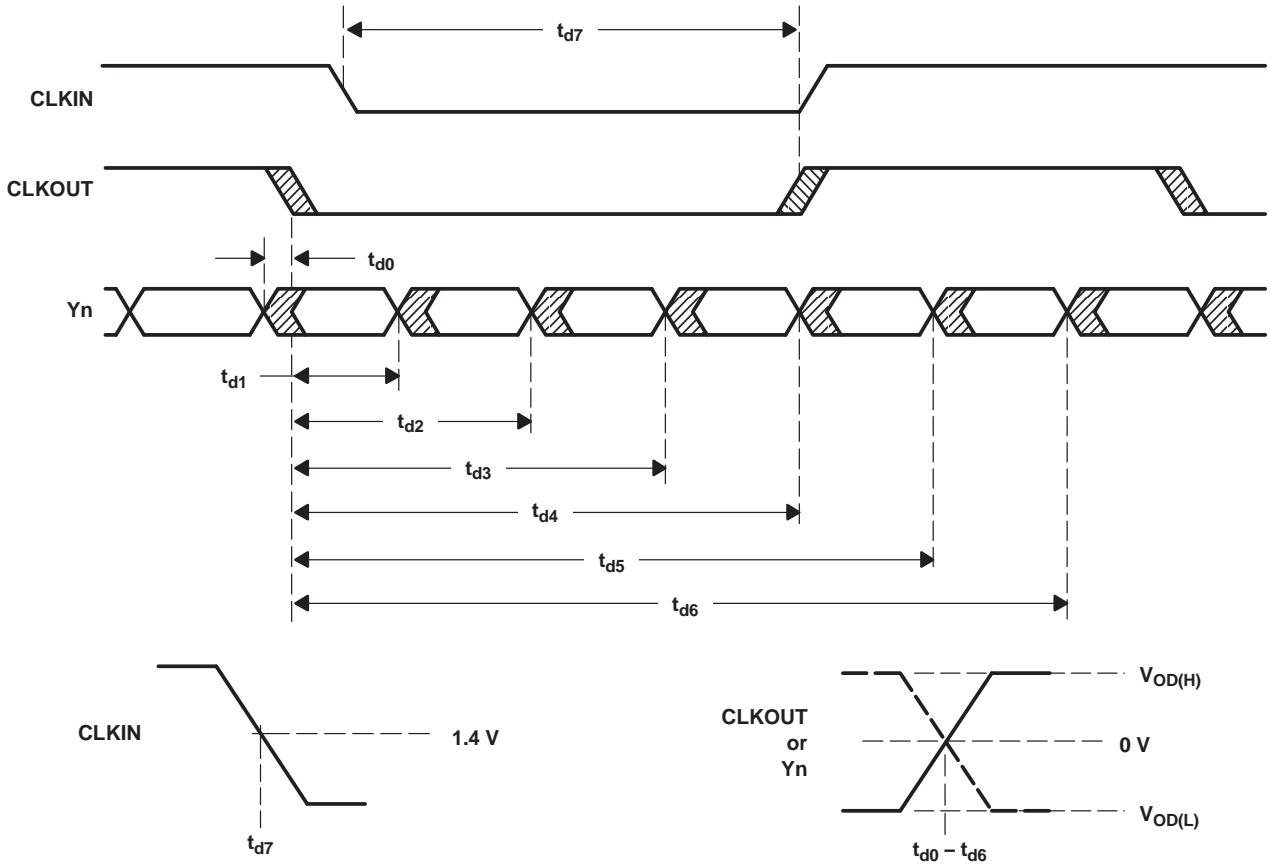 td7
CLKIN
CLKOUT
td0
Yn
td1
td2
td3
td4
td5
td6
CLKIN
1.4 V
td7
CLKOUT
or
Yn
VOD(H)
0 V
VOD(L)
td0 – td6